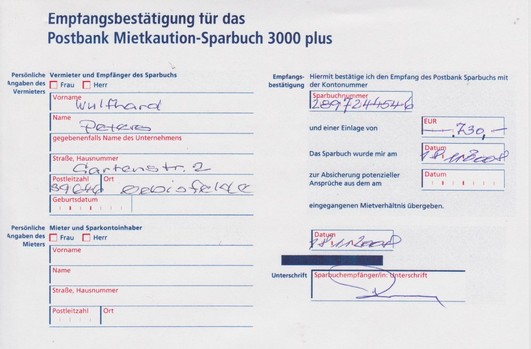 Empfangsbestätigung für das
Postbank Mietkaution-Sparbuch 3000 plus
Persönliche Angaben des Vermieters
Vermieter und Empfänger des Sparbuchs
Frau Herr
Vorname
Wulfhard
Name
Peters
gegebenenfalls Name des Unternehmens
Straße, Hausnummer
Gartenstr. 2
Postleitzahl Ort
39646 Oebisfelde
Geburtsdatum
Persönliche Angaben des Mieters
Mieter und Sparkontoinhaber
Frau Herr
Vorname
Name
Straße, Hausnummer
Postleitzahl Ort
Empfangsbestätigung
Hiermit bestätige ich den Empfang des Postbank Sparbuchs mit
der Kontonummer
Sparbuchnummer
2897244546
und einer Einlage von
EUR
730,-
Das Sparbuch wurde mir am
Datum
zur Absicherung potenzieller
Ansprüche aus dem am
Datum
eingegangenen Mietverhältnis übergeben.
Datum
Unterschrift
Sparbuchempfänger/in: Unterschrift